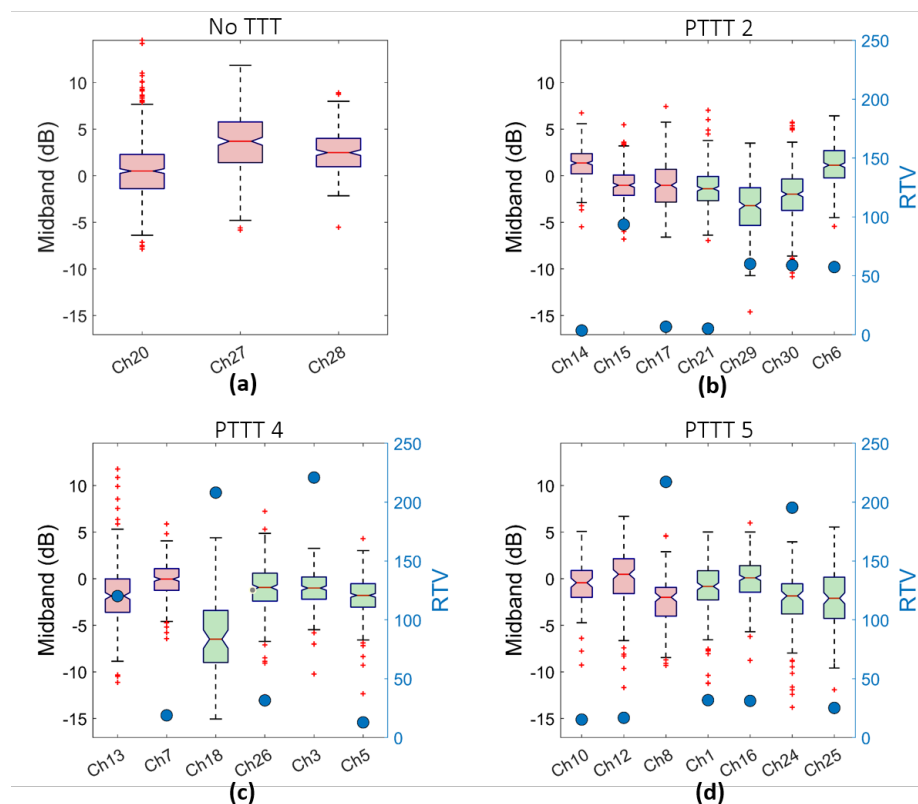 No TTT
Midband (dB)
10
5
0
-5
-10
-15
Ch20 Ch27 Ch28
(a)
PTTT 2
Midband (dB)
10
5
0
-5
-10
-15
250
200
150
100
50
0
RTV
Ch14 Ch15 Ch17 Ch21 Ch29 Ch30 Ch6
(b)
PTTT 4
Midband (dB)
10
5
0
-5
-10
-15
250
200
150
100
50
0
RTV
Ch13 Ch7 Ch18 Ch26 Ch3 Ch5
(c)
PTTT 5
Midband (dB)
10
5
0
-5
-10
-15
250
200
150
100
50
0
RTV
Ch10 Ch12 Ch8 Ch1 Ch16 Ch24 Ch25
(d)